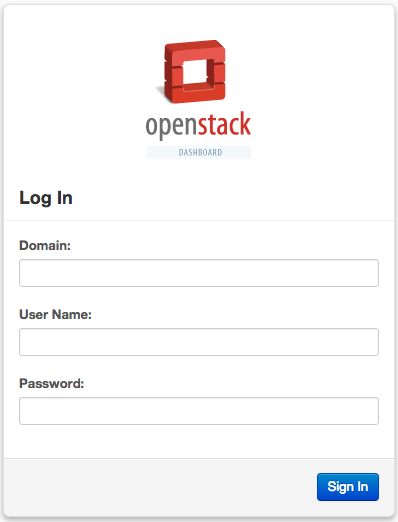 openstack
DASHBOARD
Log In
Domain:
User Name:
Password:
Sign In